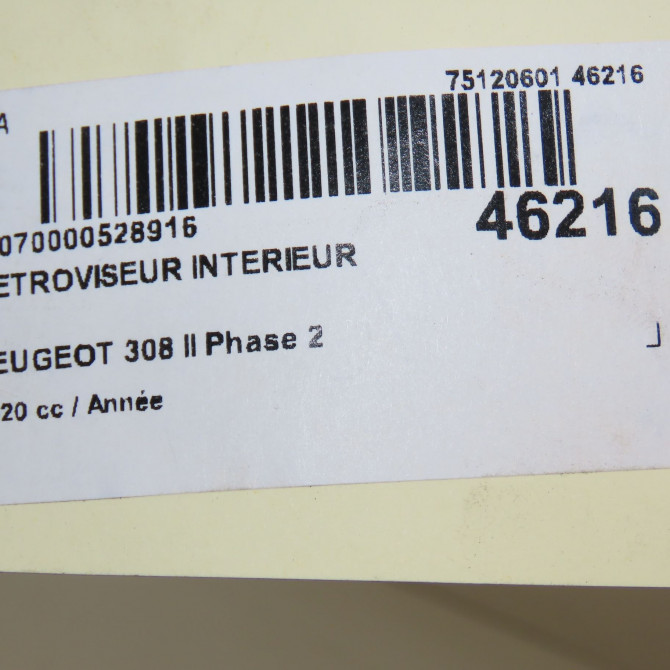 75120601 46216
A
070000528916
46216
ETROVISEUR INTERIEUR
EUGEOT 308 II Phase 2
20 cc / Année